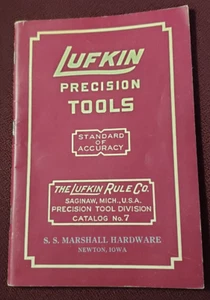 LUFKIN
PRECISION
TOOLS
STANDARD
OF
ACCURACY
THE LUFKIN RULE CO.
SAGINAW, MICH., U.S.A.
PRECISION TOOL DIVISION
CATALOG No. 7
S. S. MARSHALL HARDWARE
NEWTON, IOWA